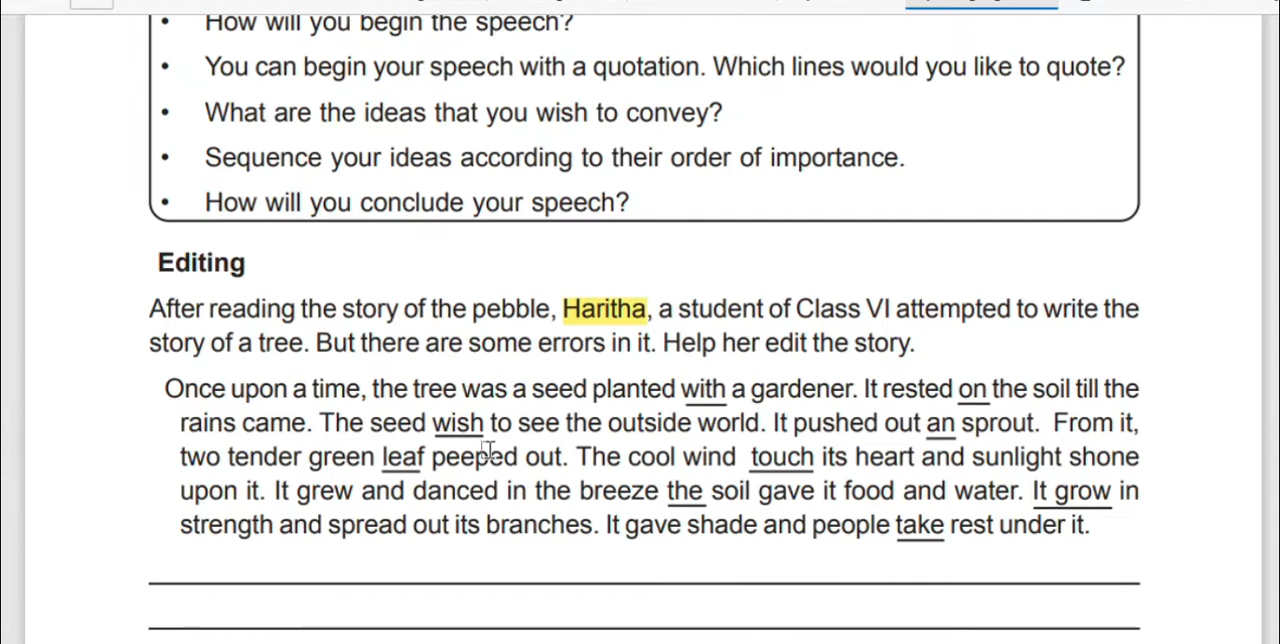 • How will you begin the speech?
• You can begin your speech with a quotation. Which lines would you like to quote?
• What are the ideas that you wish to convey?
• Sequence your ideas according to their order of importance.
• How will you conclude your speech?
Editing
After reading the story of the pebble, Haritha, a student of Class VI attempted to write the
story of a tree. But there are some errors in it. Help her edit the story.
Once upon a time, the tree was a seed planted with a gardener. It rested on the soil till the
rains came. The seed wish to see the outside world. It pushed out an sprout. From it,
two tender green leaf peeped out. The cool wind touch its heart and sunlight shone
upon it. It grew and danced in the breeze the soil gave it food and water. It grow in
strength and spread out its branches. It gave shade and people take rest under it.